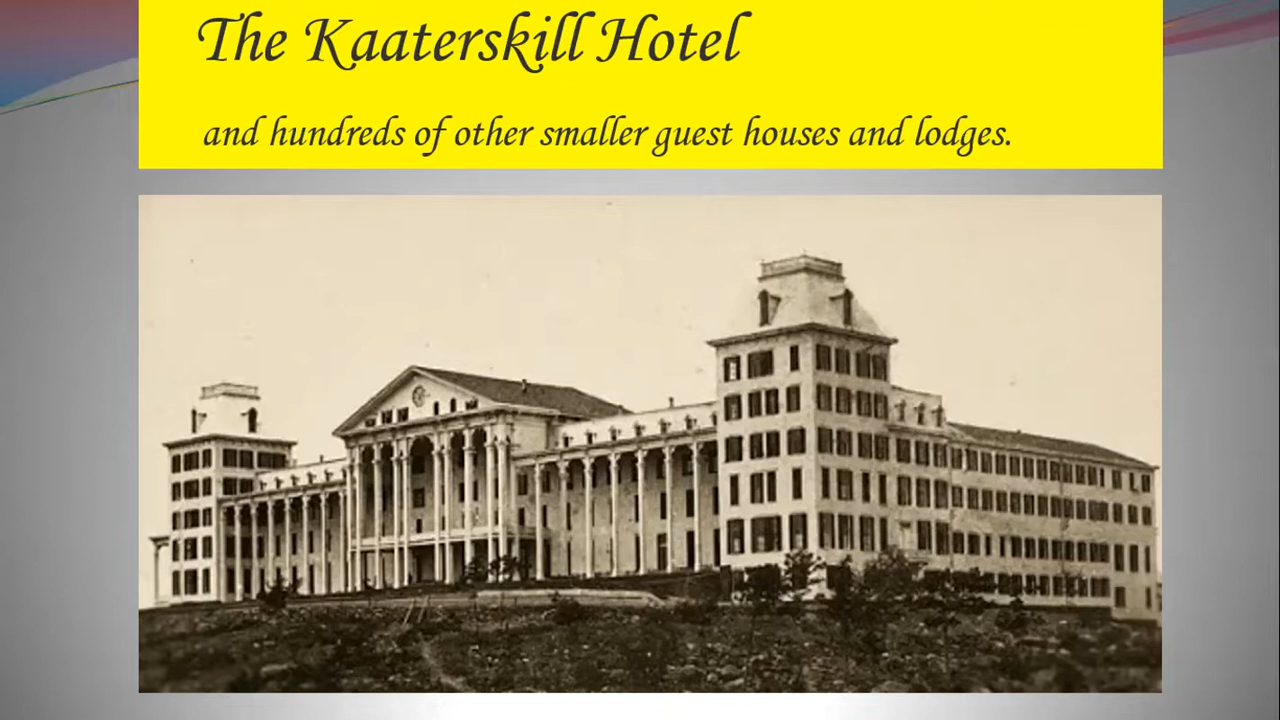 The Kaaterskill Hotel
and hundreds of other smaller guest houses and lodges.